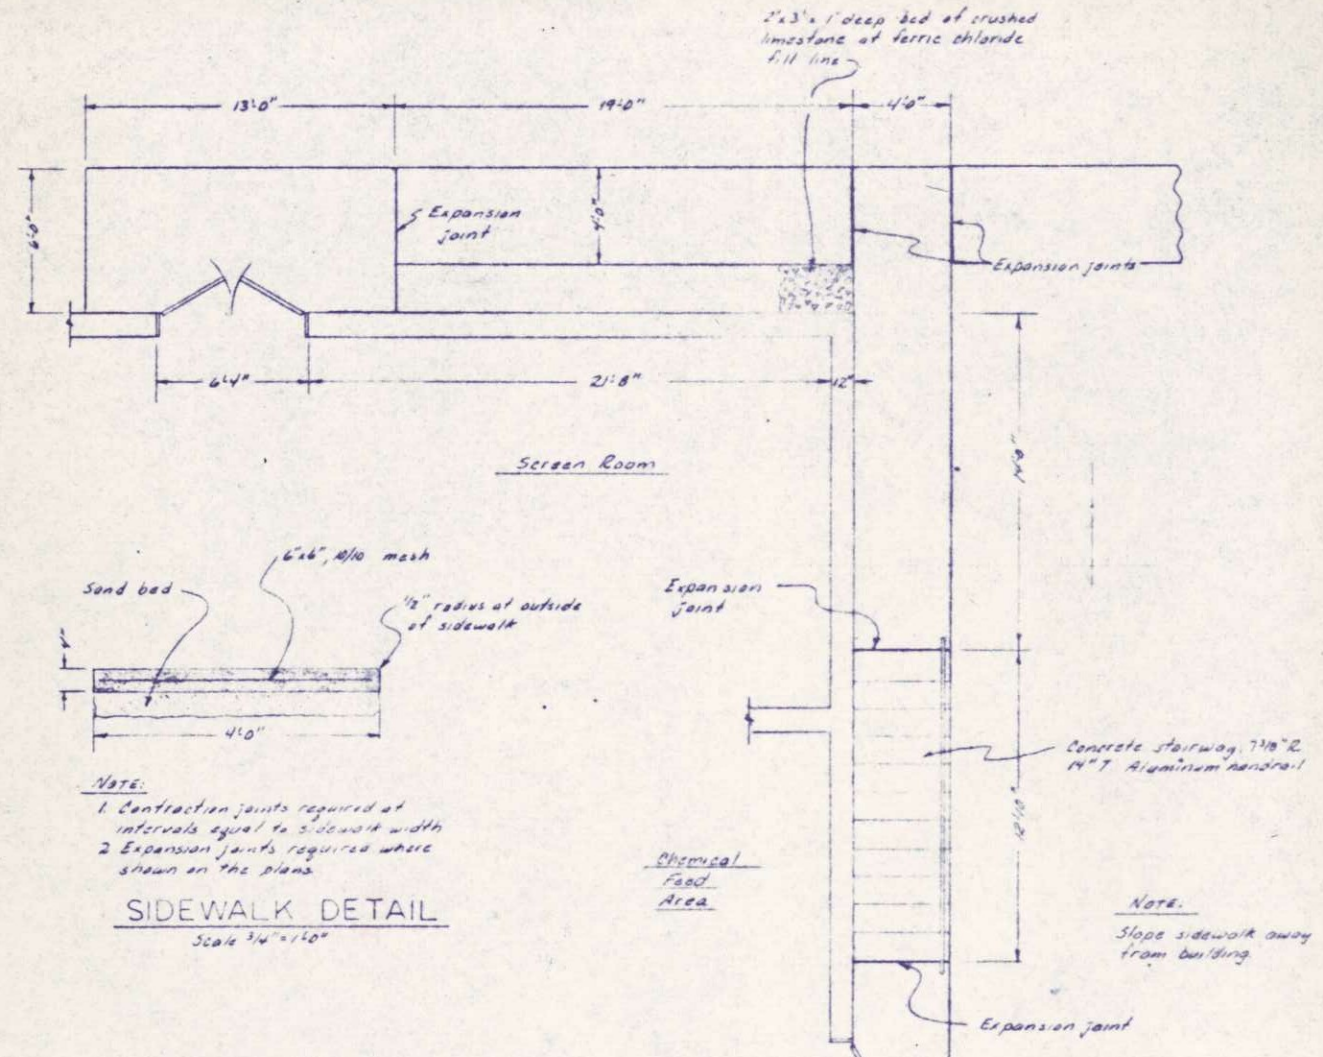 2'x3'x1' deep bed of crushed
limestone at ferric chloride
fill line
13'-0"
19'-0"
4'-0"
6'-0"
Expansion
joint
4'-0"
Expansion joints
6'-4"
21'-8"
12"
Screen Room
6"x6", 10/10 mesh
Sand bed
1/2" radius at outside
of sidewalk
Expansion
joint
4"
4'-0"
Concrete stairway, 7 3/8" R
14" T Aluminum handrail
NOTE:
1. Contraction joints required at
intervals equal to sidewalk width
2 Expansion joints required where
shown on the plans
SIDEWALK DETAIL
Scale 3/4"=1'-0"
Chemical
Feed
Area
NOTE:
Slope sidewalk away
from building
Expansion joint